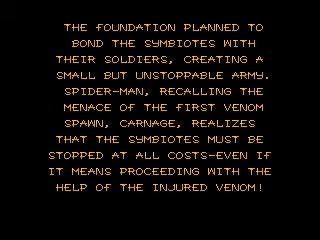 THE FOUNDATION PLANNED TO
BOND THE SYMBIOTES WITH
THEIR SOLDIERS, CREATING A
SMALL BUT UNSTOPPABLE ARMY.
SPIDER-MAN, RECALLING THE
MENACE OF THE FIRST VENOM
SPAWN, CARNAGE, REALIZES
THAT THE SYMBIOTES MUST BE
STOPPED AT ALL COSTS-EVEN IF
IT MEANS PROCEEDING WITH THE
HELP OF THE INJURED VENOM!